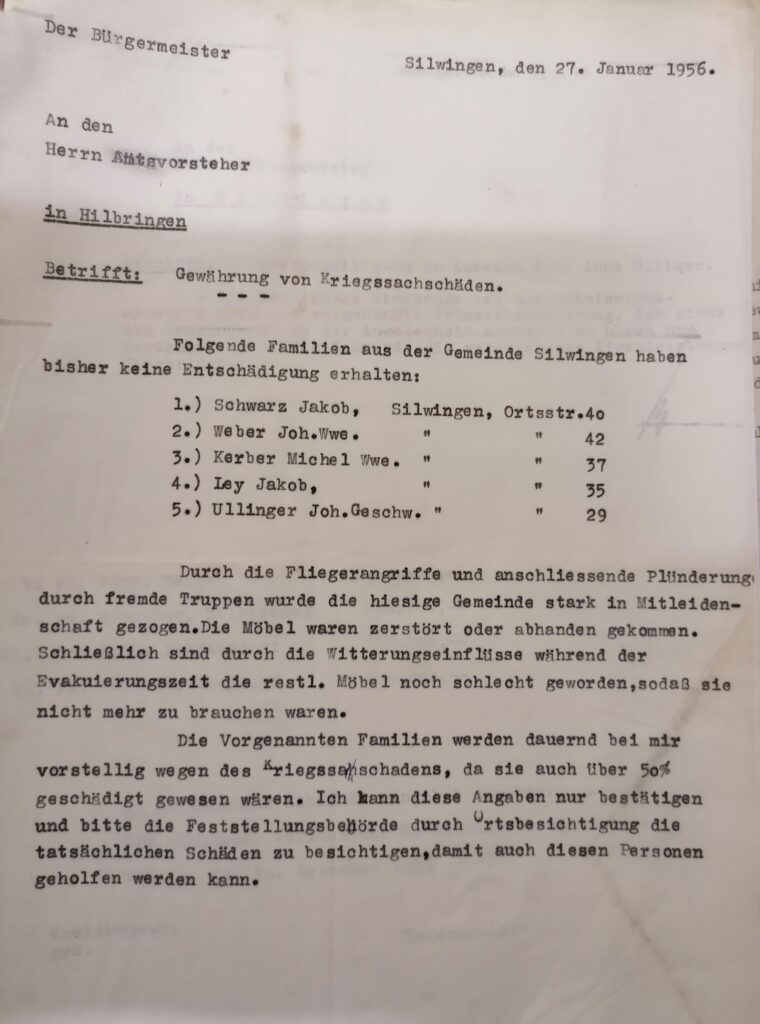 Der Bürgermeister
Silwingen, den 27. Januar 1956.
An den
Herrn Amtsvorsteher
in Hilbringen
Betrifft: Gewährung von Kriegssachschäden.
- - -
Folgende Familien aus der Gemeinde Silwingen haben
bisher keine Entschädigung erhalten:
1.) Schwarz Jakob, Silwingen, Ortsstr.4o
2.) Weber Joh.Wwe. " " 42
3.) Kerber Michel Wwe. " " 37
4.) Ley Jakob, " " 35
5.) Ullinger Joh.Geschw. " " 29
Durch die Fliegerangriffe und anschliessende Plünderung
durch fremde Truppen wurde die hiesige Gemeinde stark in Mitleiden-
schaft gezogen.Die Möbel waren zerstört oder abhanden gekommen.
Schließlich sind durch die Witterungseinflüsse während der
Evakuierungszeit die restl. Möbel noch schlecht geworden,sodaß sie
nicht mehr zu brauchen waren.
Die Vorgenannten Familien werden dauernd bei mir
vorstellig wegen des Kriegssachschadens, da sie auch über 50%
geschädigt gewesen wären. Ich kann diese Angaben nur bestätigen
und bitte die Feststellungsbehörde durch Ortsbesichtigung die
tatsächlichen Schäden zu besichtigen,damit auch diesen Personen
geholfen werden kann.